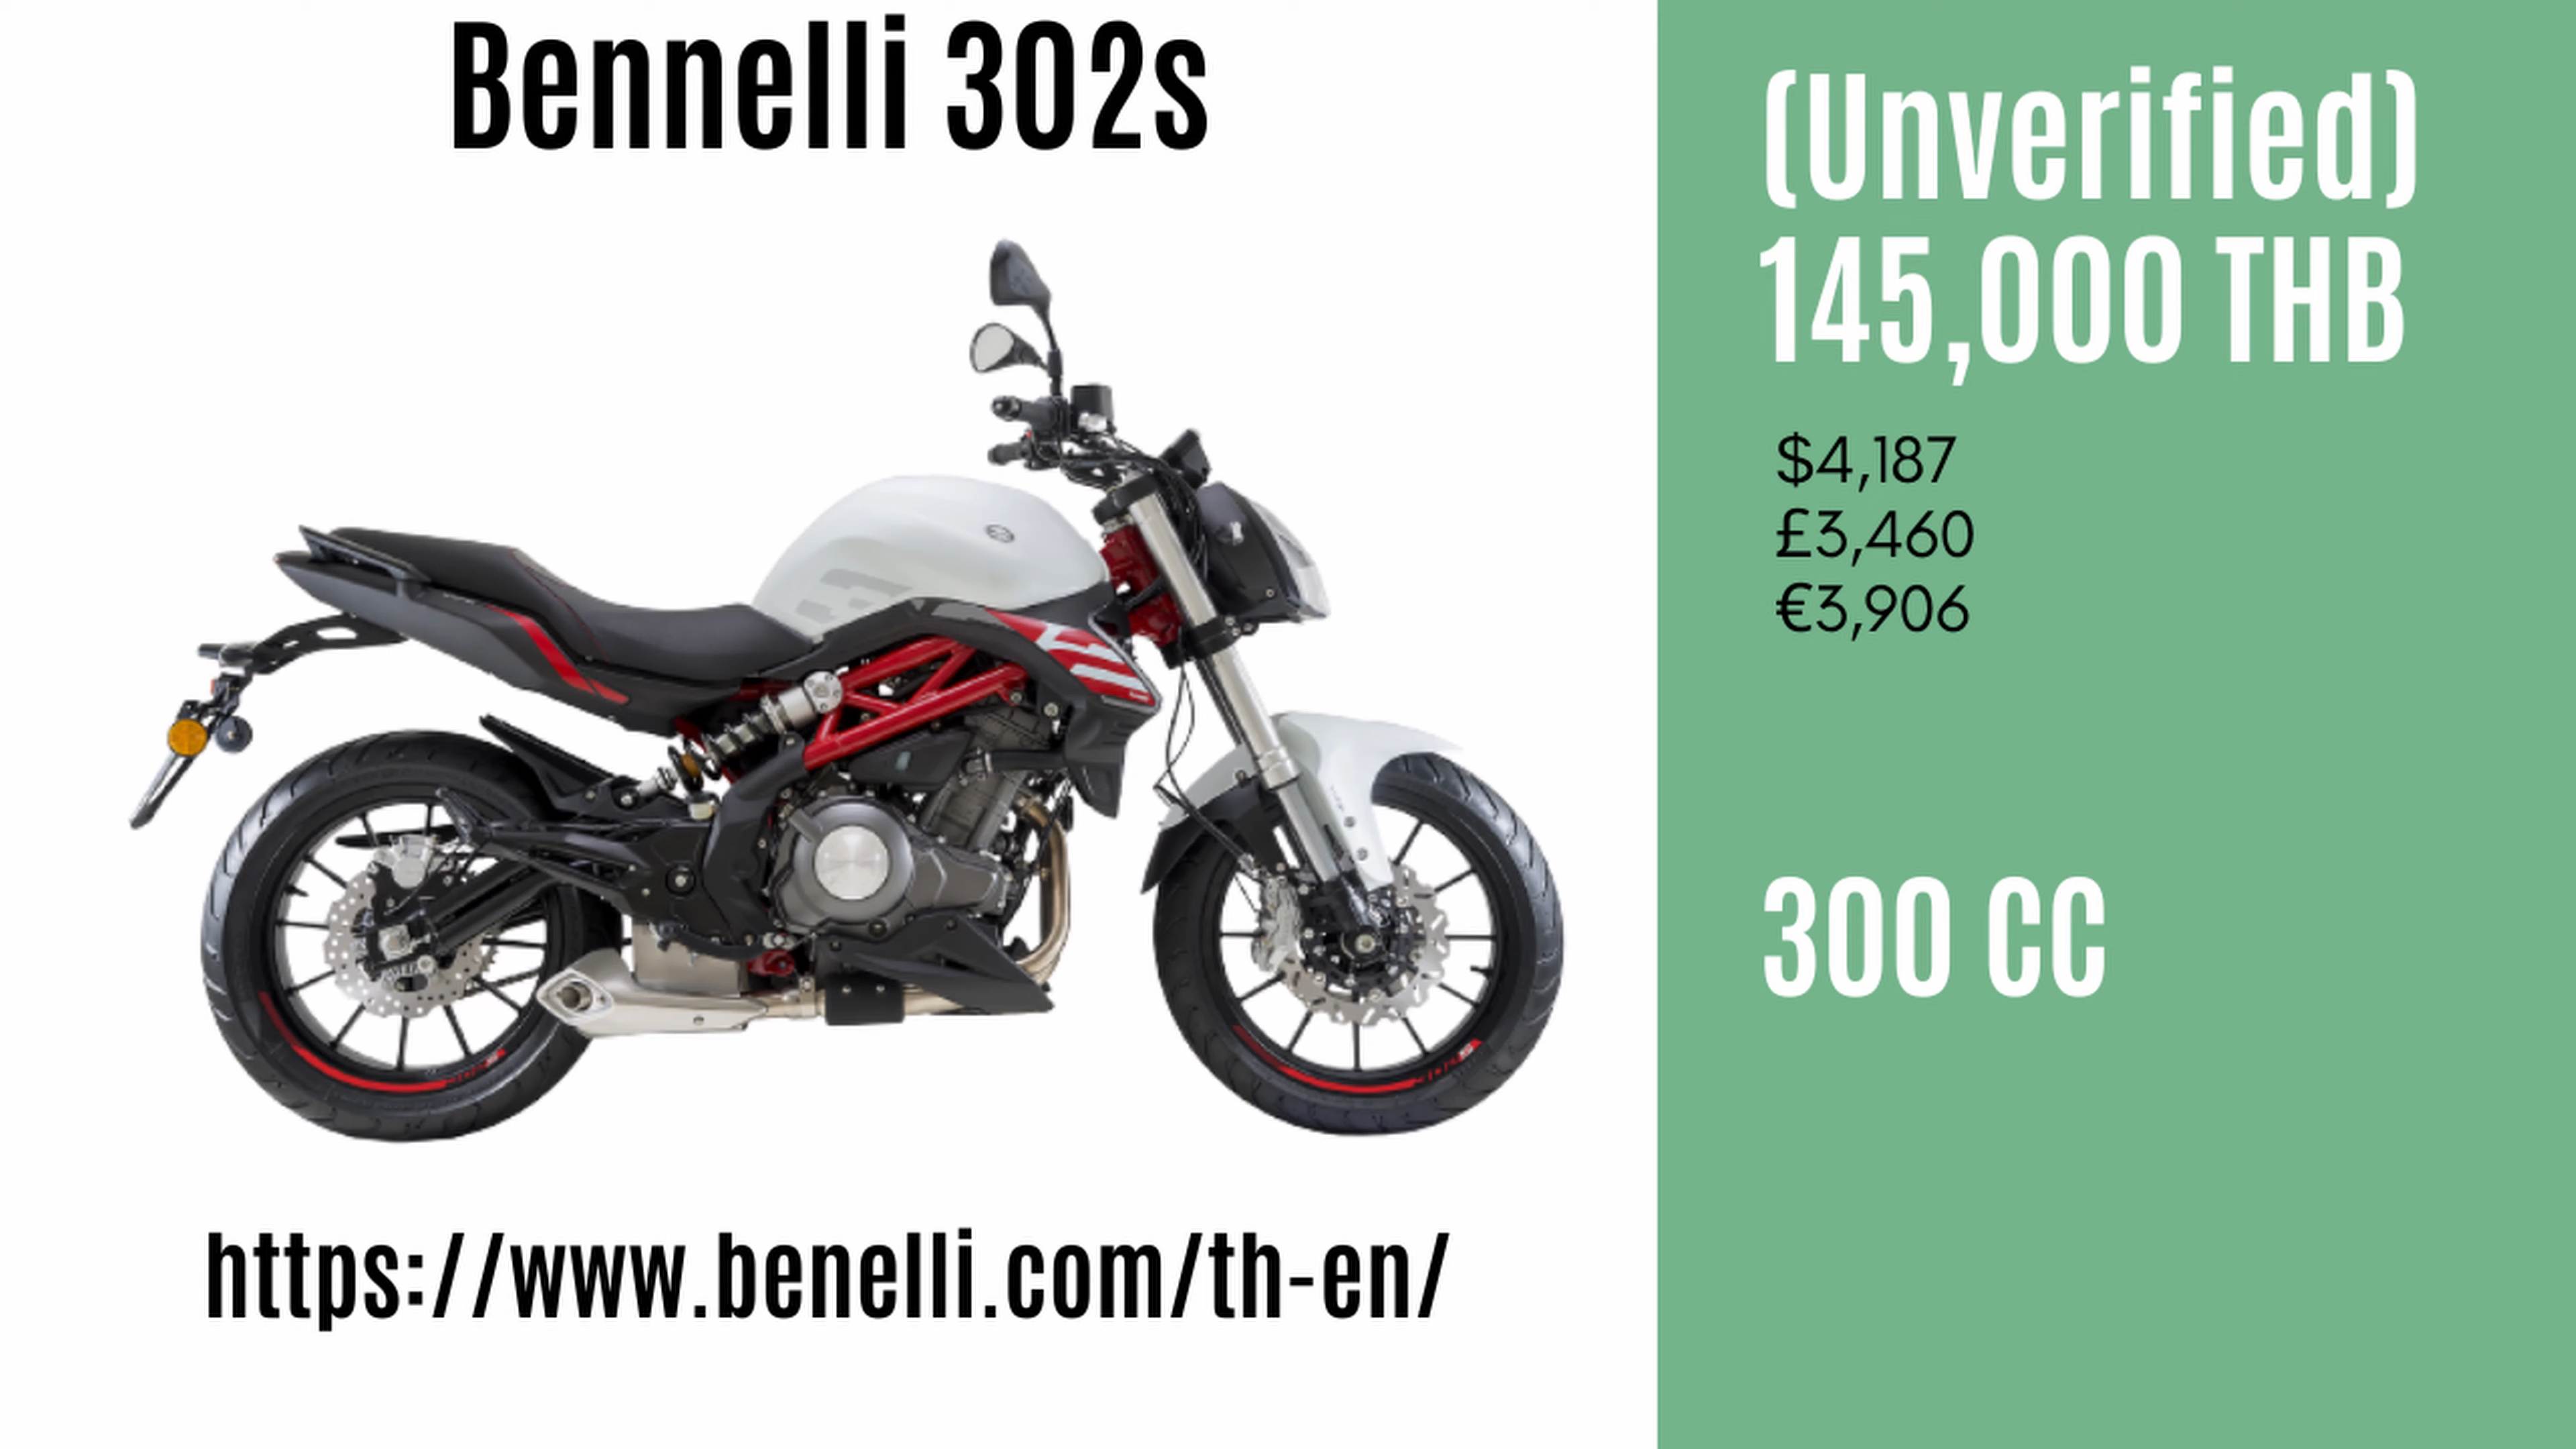 Bennelli 302s
(Unverified)
145,000 THB
$4,187
£3,460
€3,906
300 CC
https://www.benelli.com/th-en/